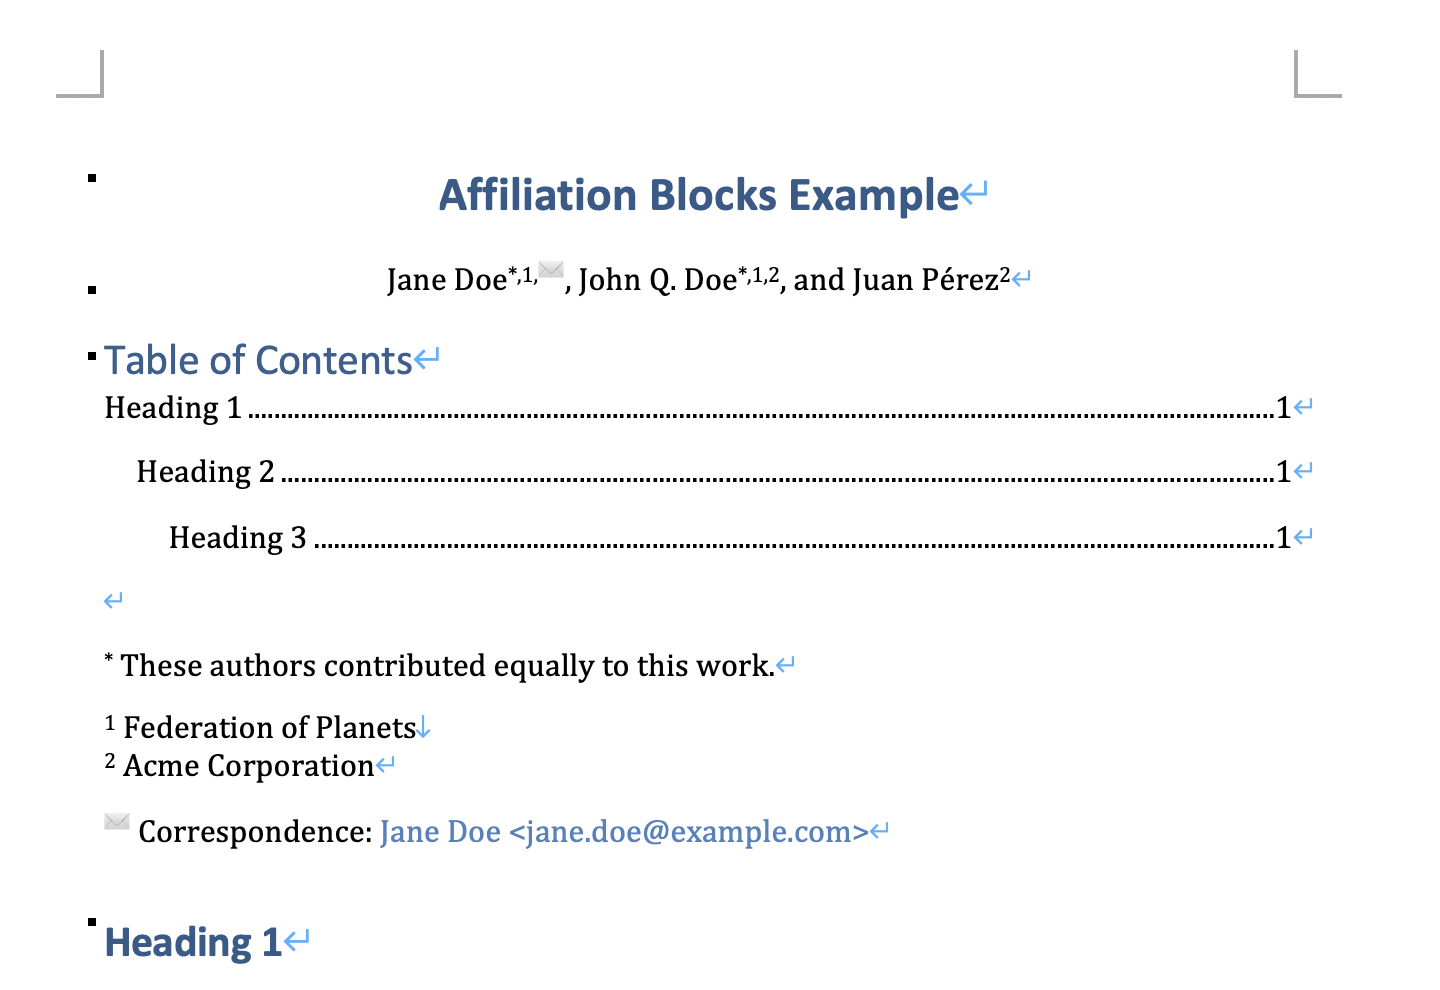 Affiliation Blocks Example↵
Jane Doe*,1,✉, John Q. Doe*,1,2, and Juan Pérez2↵
Table of Contents↵
Heading 1 ........................................................................................................................................1↵
Heading 2 ....................................................................................................................................1↵
Heading 3 ................................................................................................................................1↵
↵
* These authors contributed equally to this work.↵
1 Federation of Planets↓
2 Acme Corporation↵
✉ Correspondence: Jane Doe <jane.doe@example.com>↵
Heading 1↵